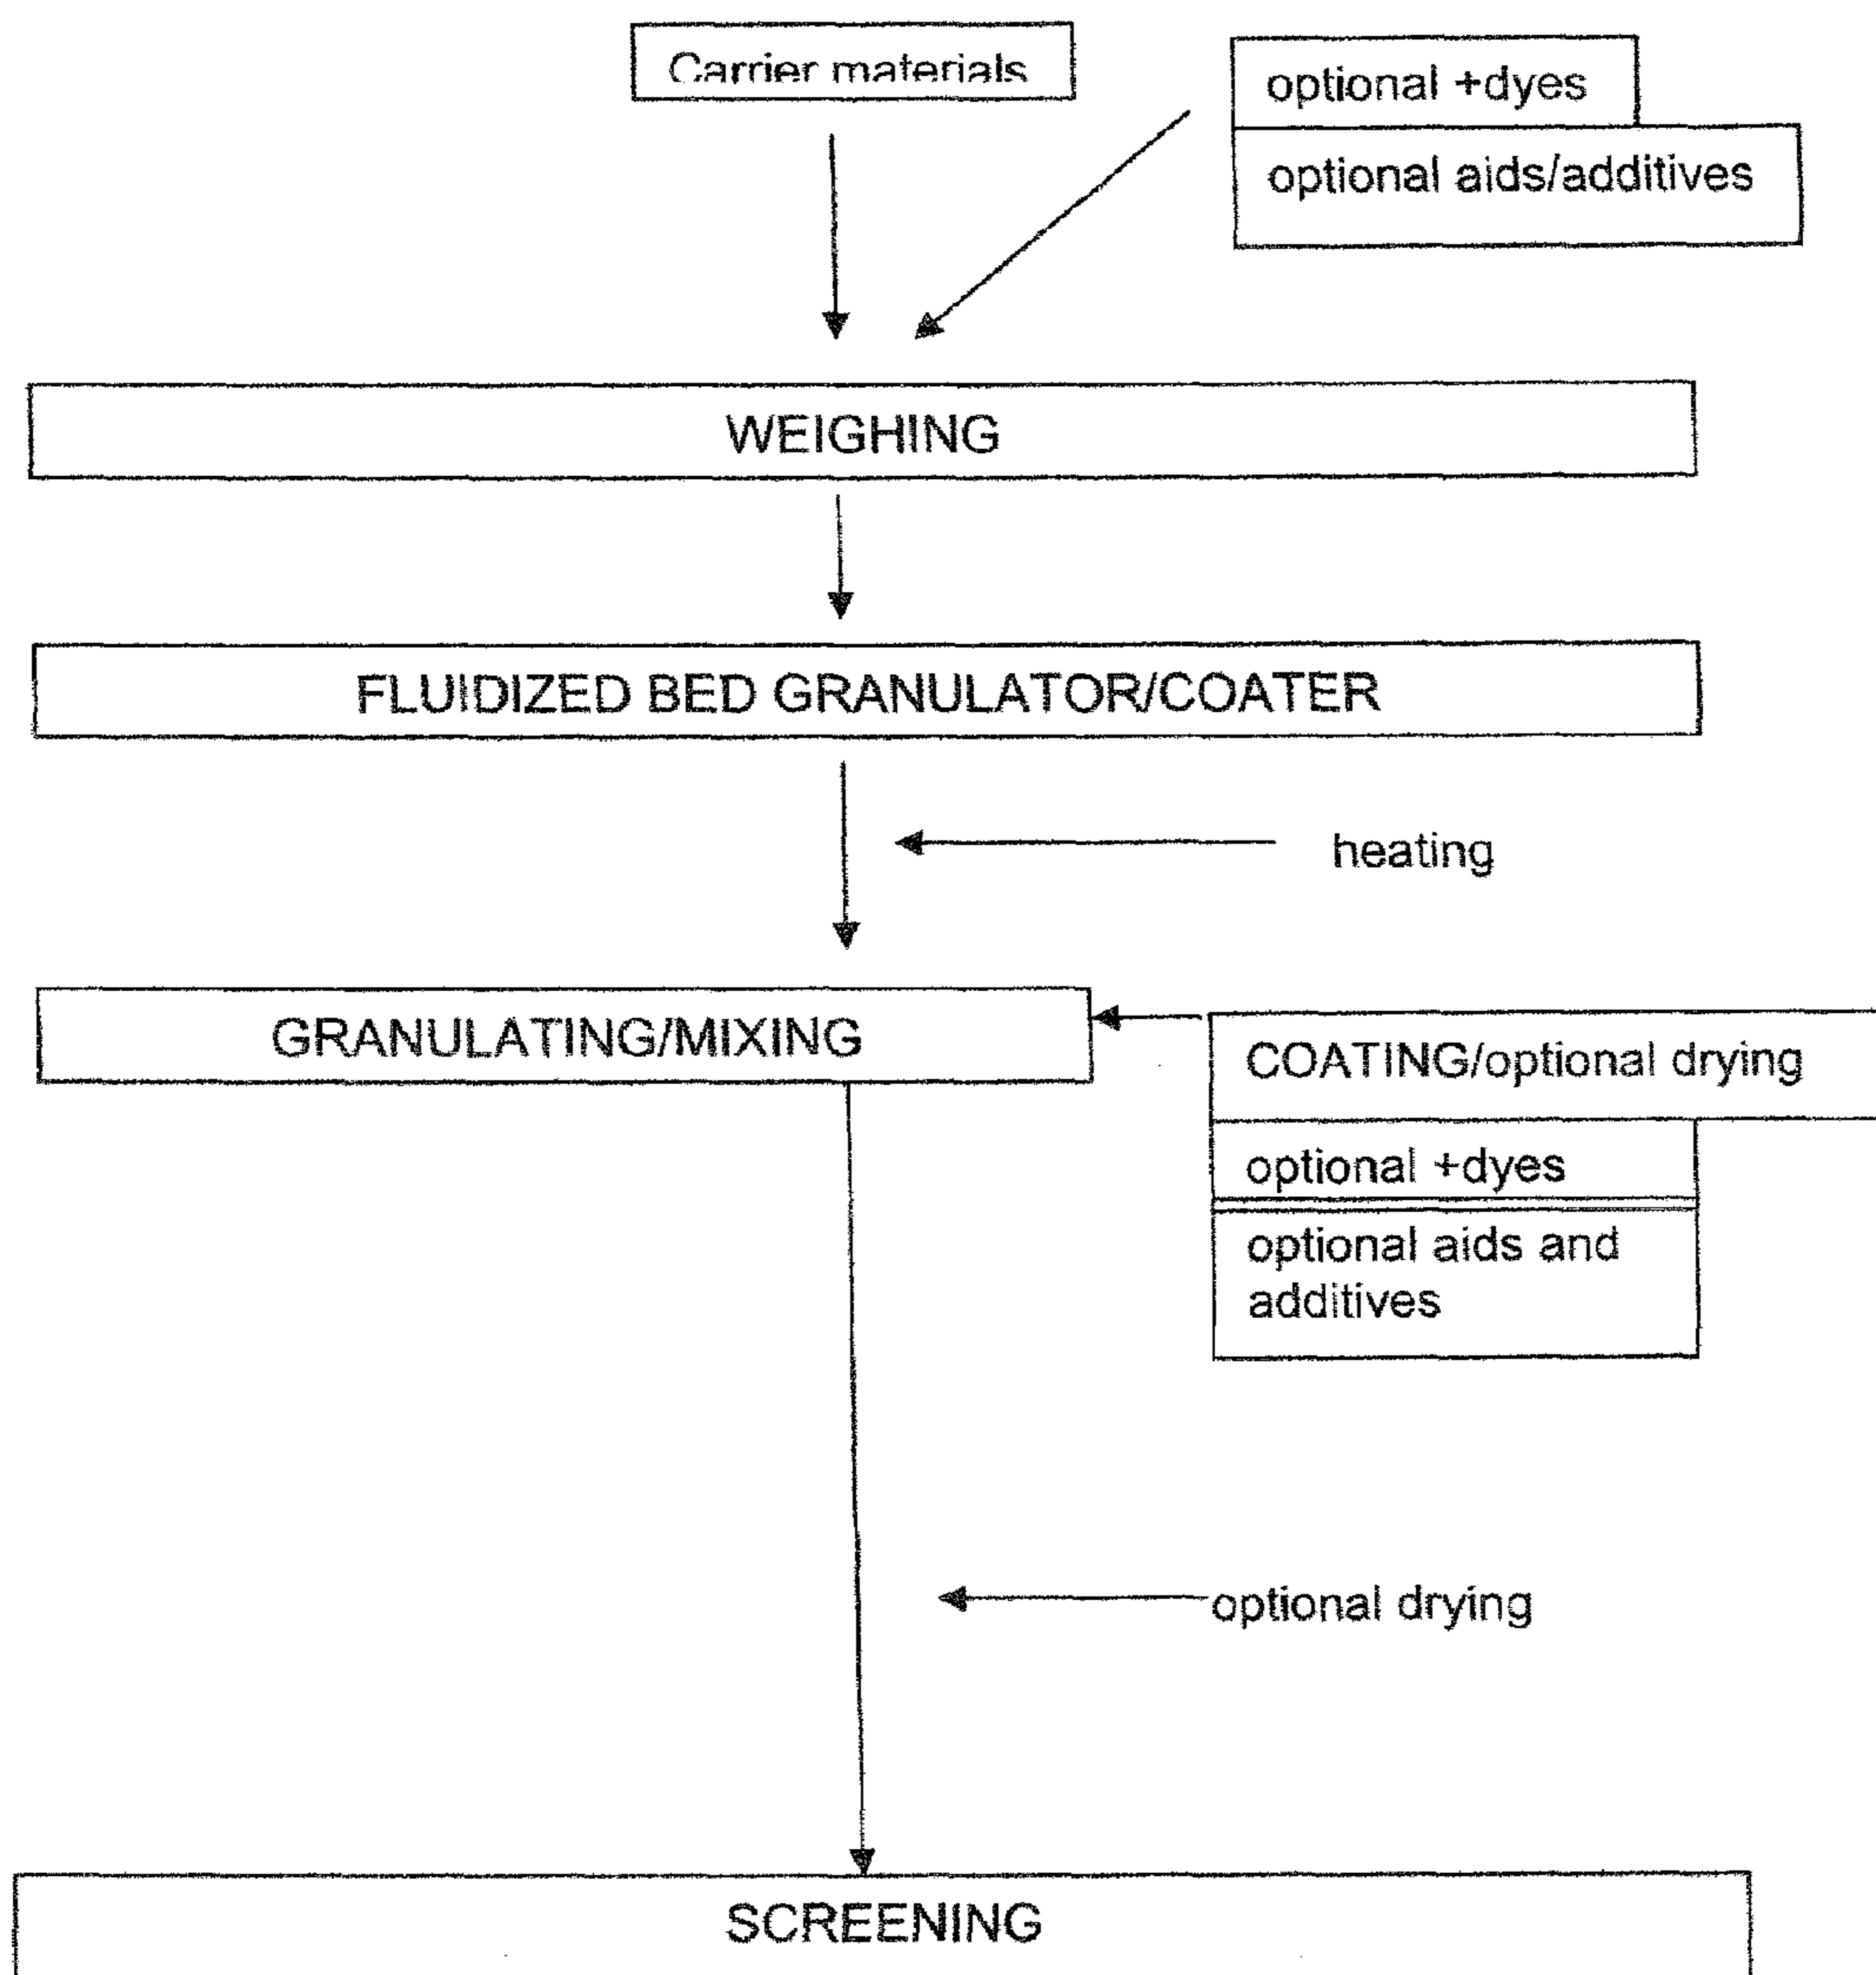 Carrier materials
optional +dyes
optional aids/additives
WEIGHING
FLUIDIZED BED GRANULATOR/COATER
heating
GRANULATING/MIXING
COATING/optional drying
optional +dyes
optional aids and
additives
optional drying
SCREENING